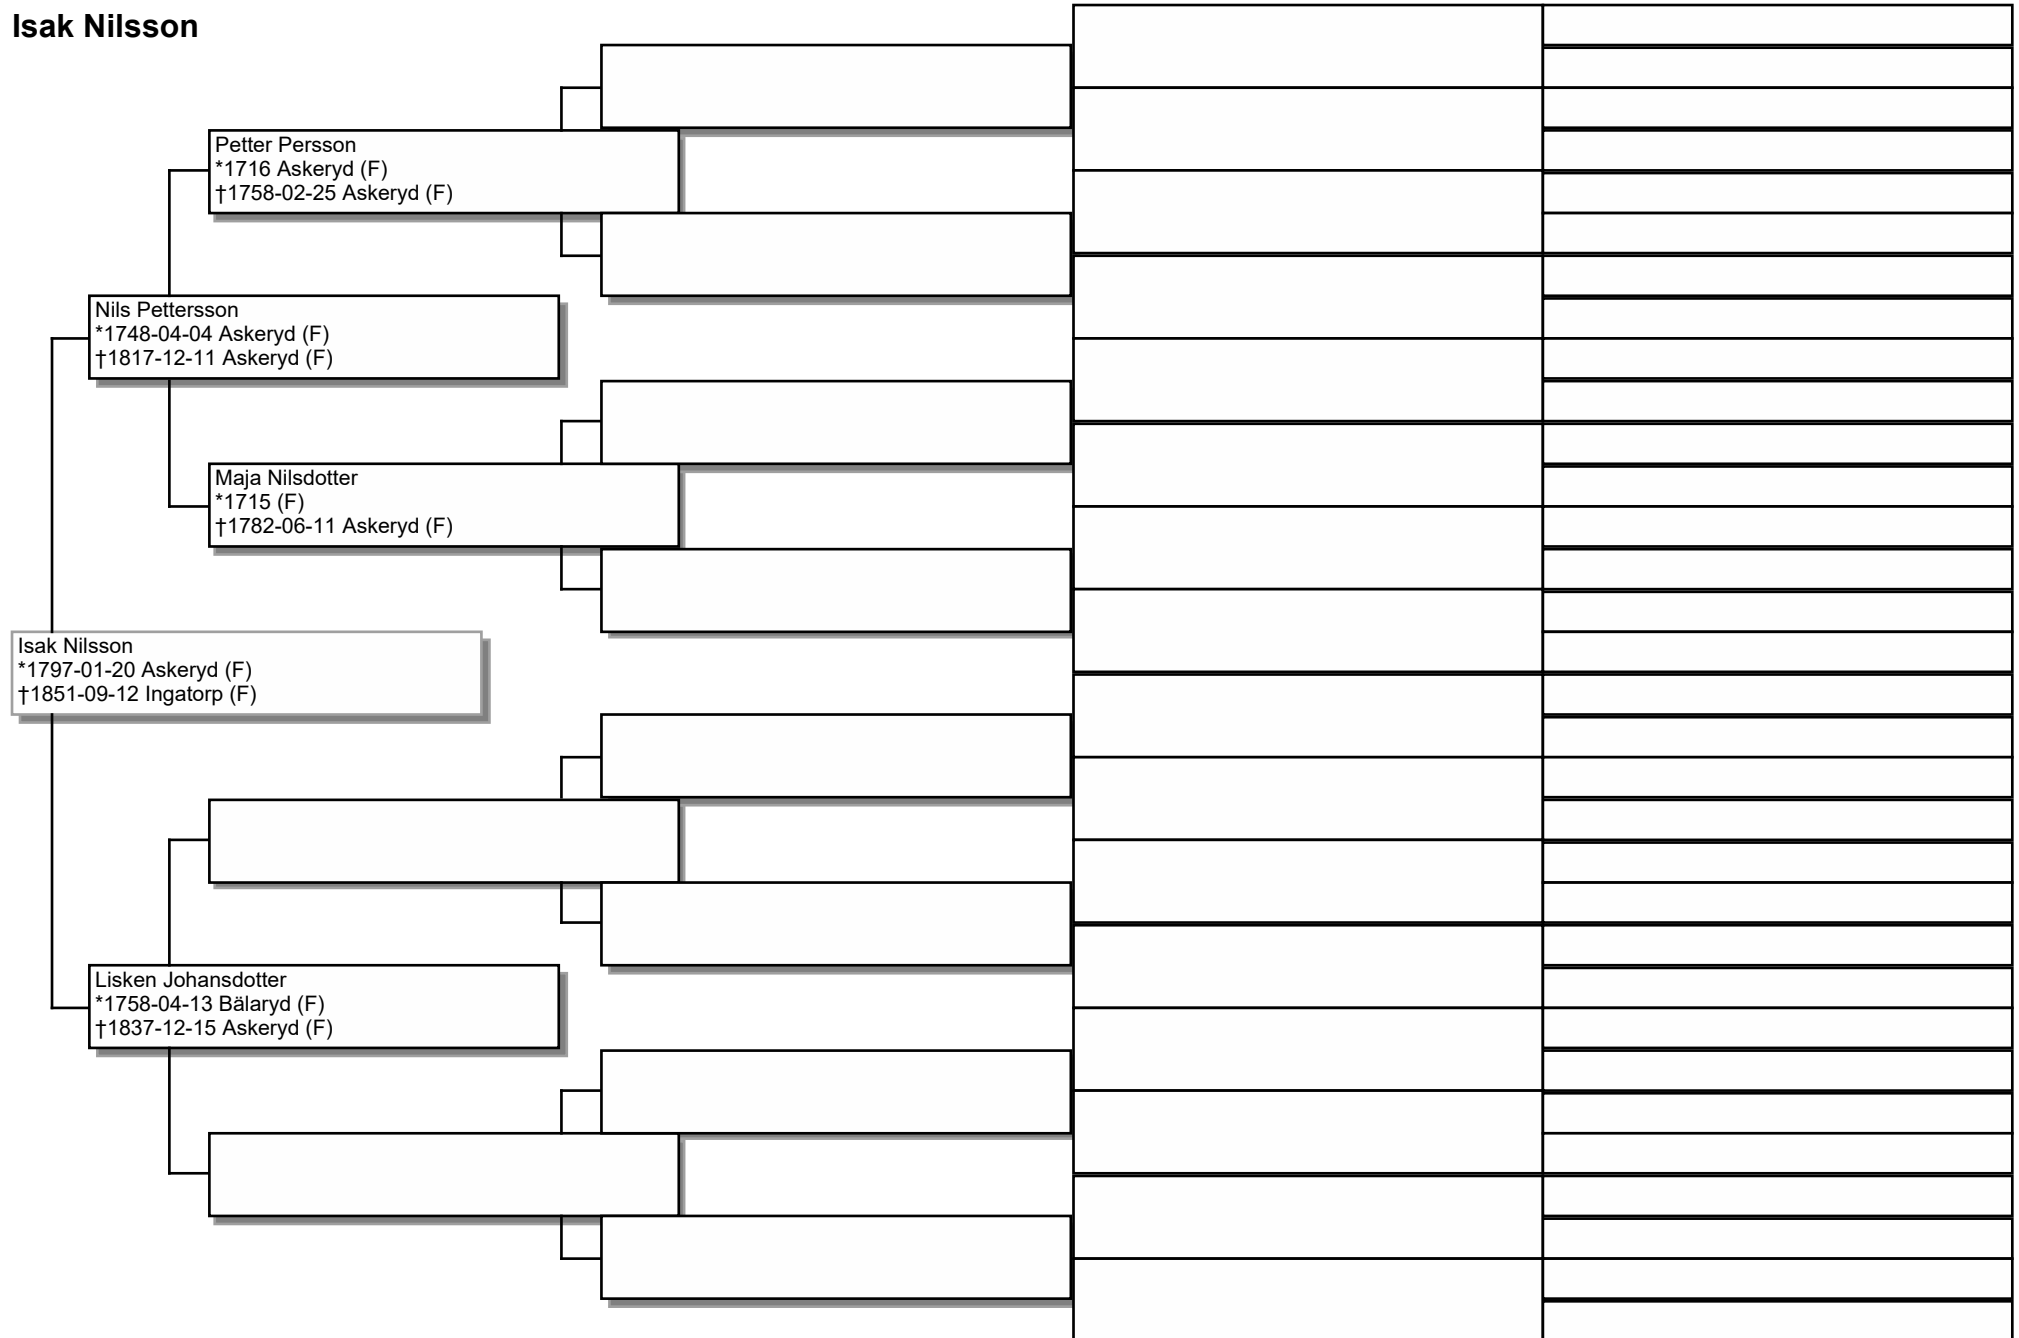 Isak Nilsson
Petter Persson
*1716 Askeryd (F)
†1758-02-25 Askeryd (F)
Nils Pettersson
*1748-04-04 Askeryd (F)
†1817-12-11 Askeryd (F)
Maja Nilsdotter
*1715 (F)
†1782-06-11 Askeryd (F)
Isak Nilsson
*1797-01-20 Askeryd (F)
†1851-09-12 Ingatorp (F)
Lisken Johansdotter
*1758-04-13 Bälaryd (F)
†1837-12-15 Askeryd (F)